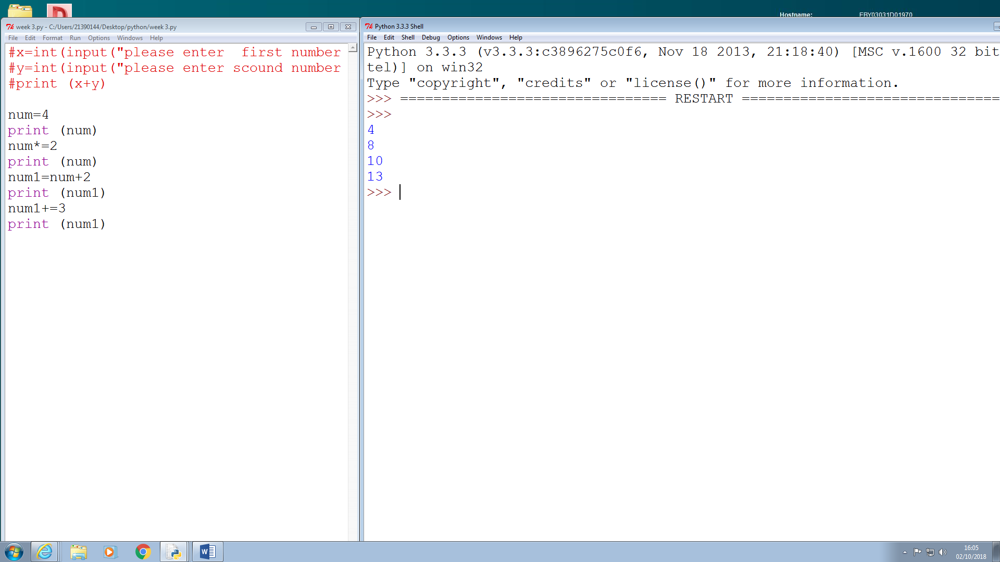 Hostname: EBY03031D01970
week 3.py - C:/Users/21390144/Desktop/python/week 3.py
File Edit Format Run Options Windows Help
#x=int(input("please enter  first number
#y=int(input("please enter scound number
#print (x+y)
num=4
print (num)
num*=2
print (num)
num1=num+2
print (num1)
num1+=3
print (num1)
Python 3.3.3 Shell
File Edit Shell Debug Options Windows Help
Python 3.3.3 (v3.3.3:c3896275c0f6, Nov 18 2013, 21:18:40) [MSC v.1600 32 bit
tel)] on win32
Type "copyright", "credits" or "license()" for more information.
>>> ================================ RESTART ===============================
>>>
4
8
10
13
>>>
16:05
02/10/2018